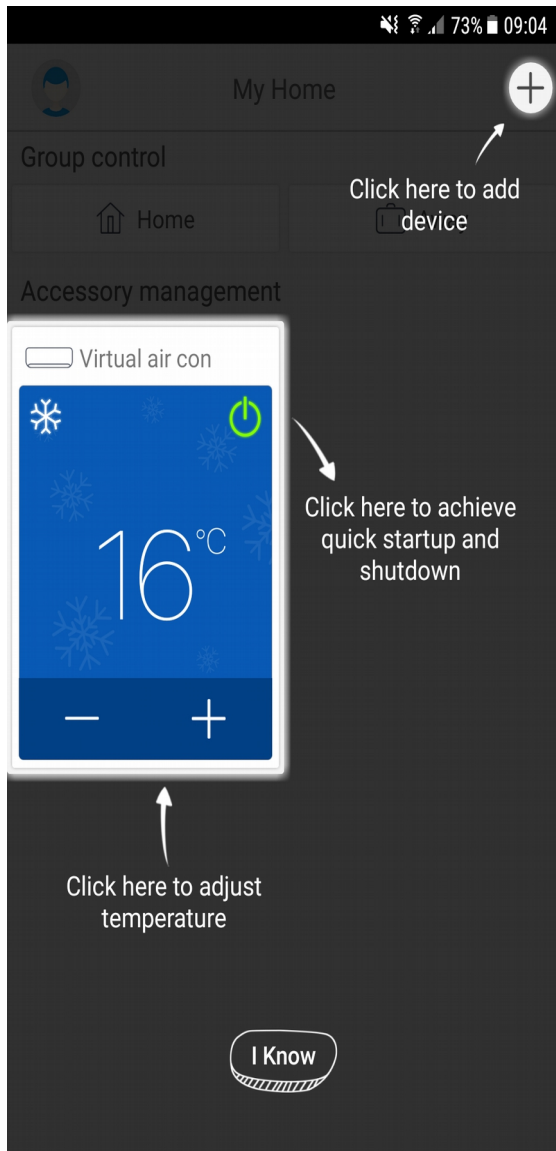 73% 09:04
My Home
Group control
Click here to add
device
Home
Accessory management
Virtual air con
16°C
Click here to achieve
quick startup and
shutdown
Click here to adjust
temperature
I Know